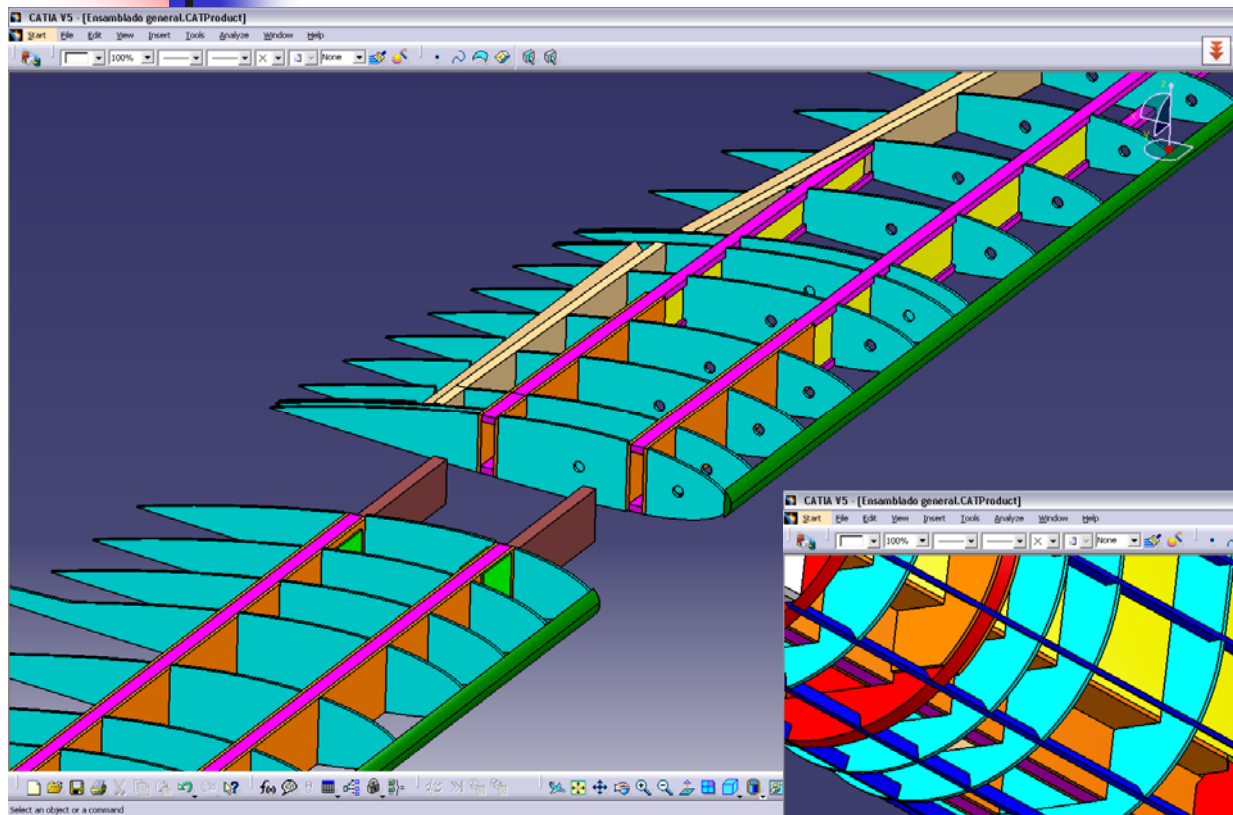 CATIA V5 - [Ensamblado general.CATProduct]
Start File Edit View Insert Tools Analyze Window Help
100% None
z
CATIA V5 - [Ensamblado general.CATProduct]
Start File Edit View Insert Tools Analyze Window Help
100% None
f(x)
Select an object or a command